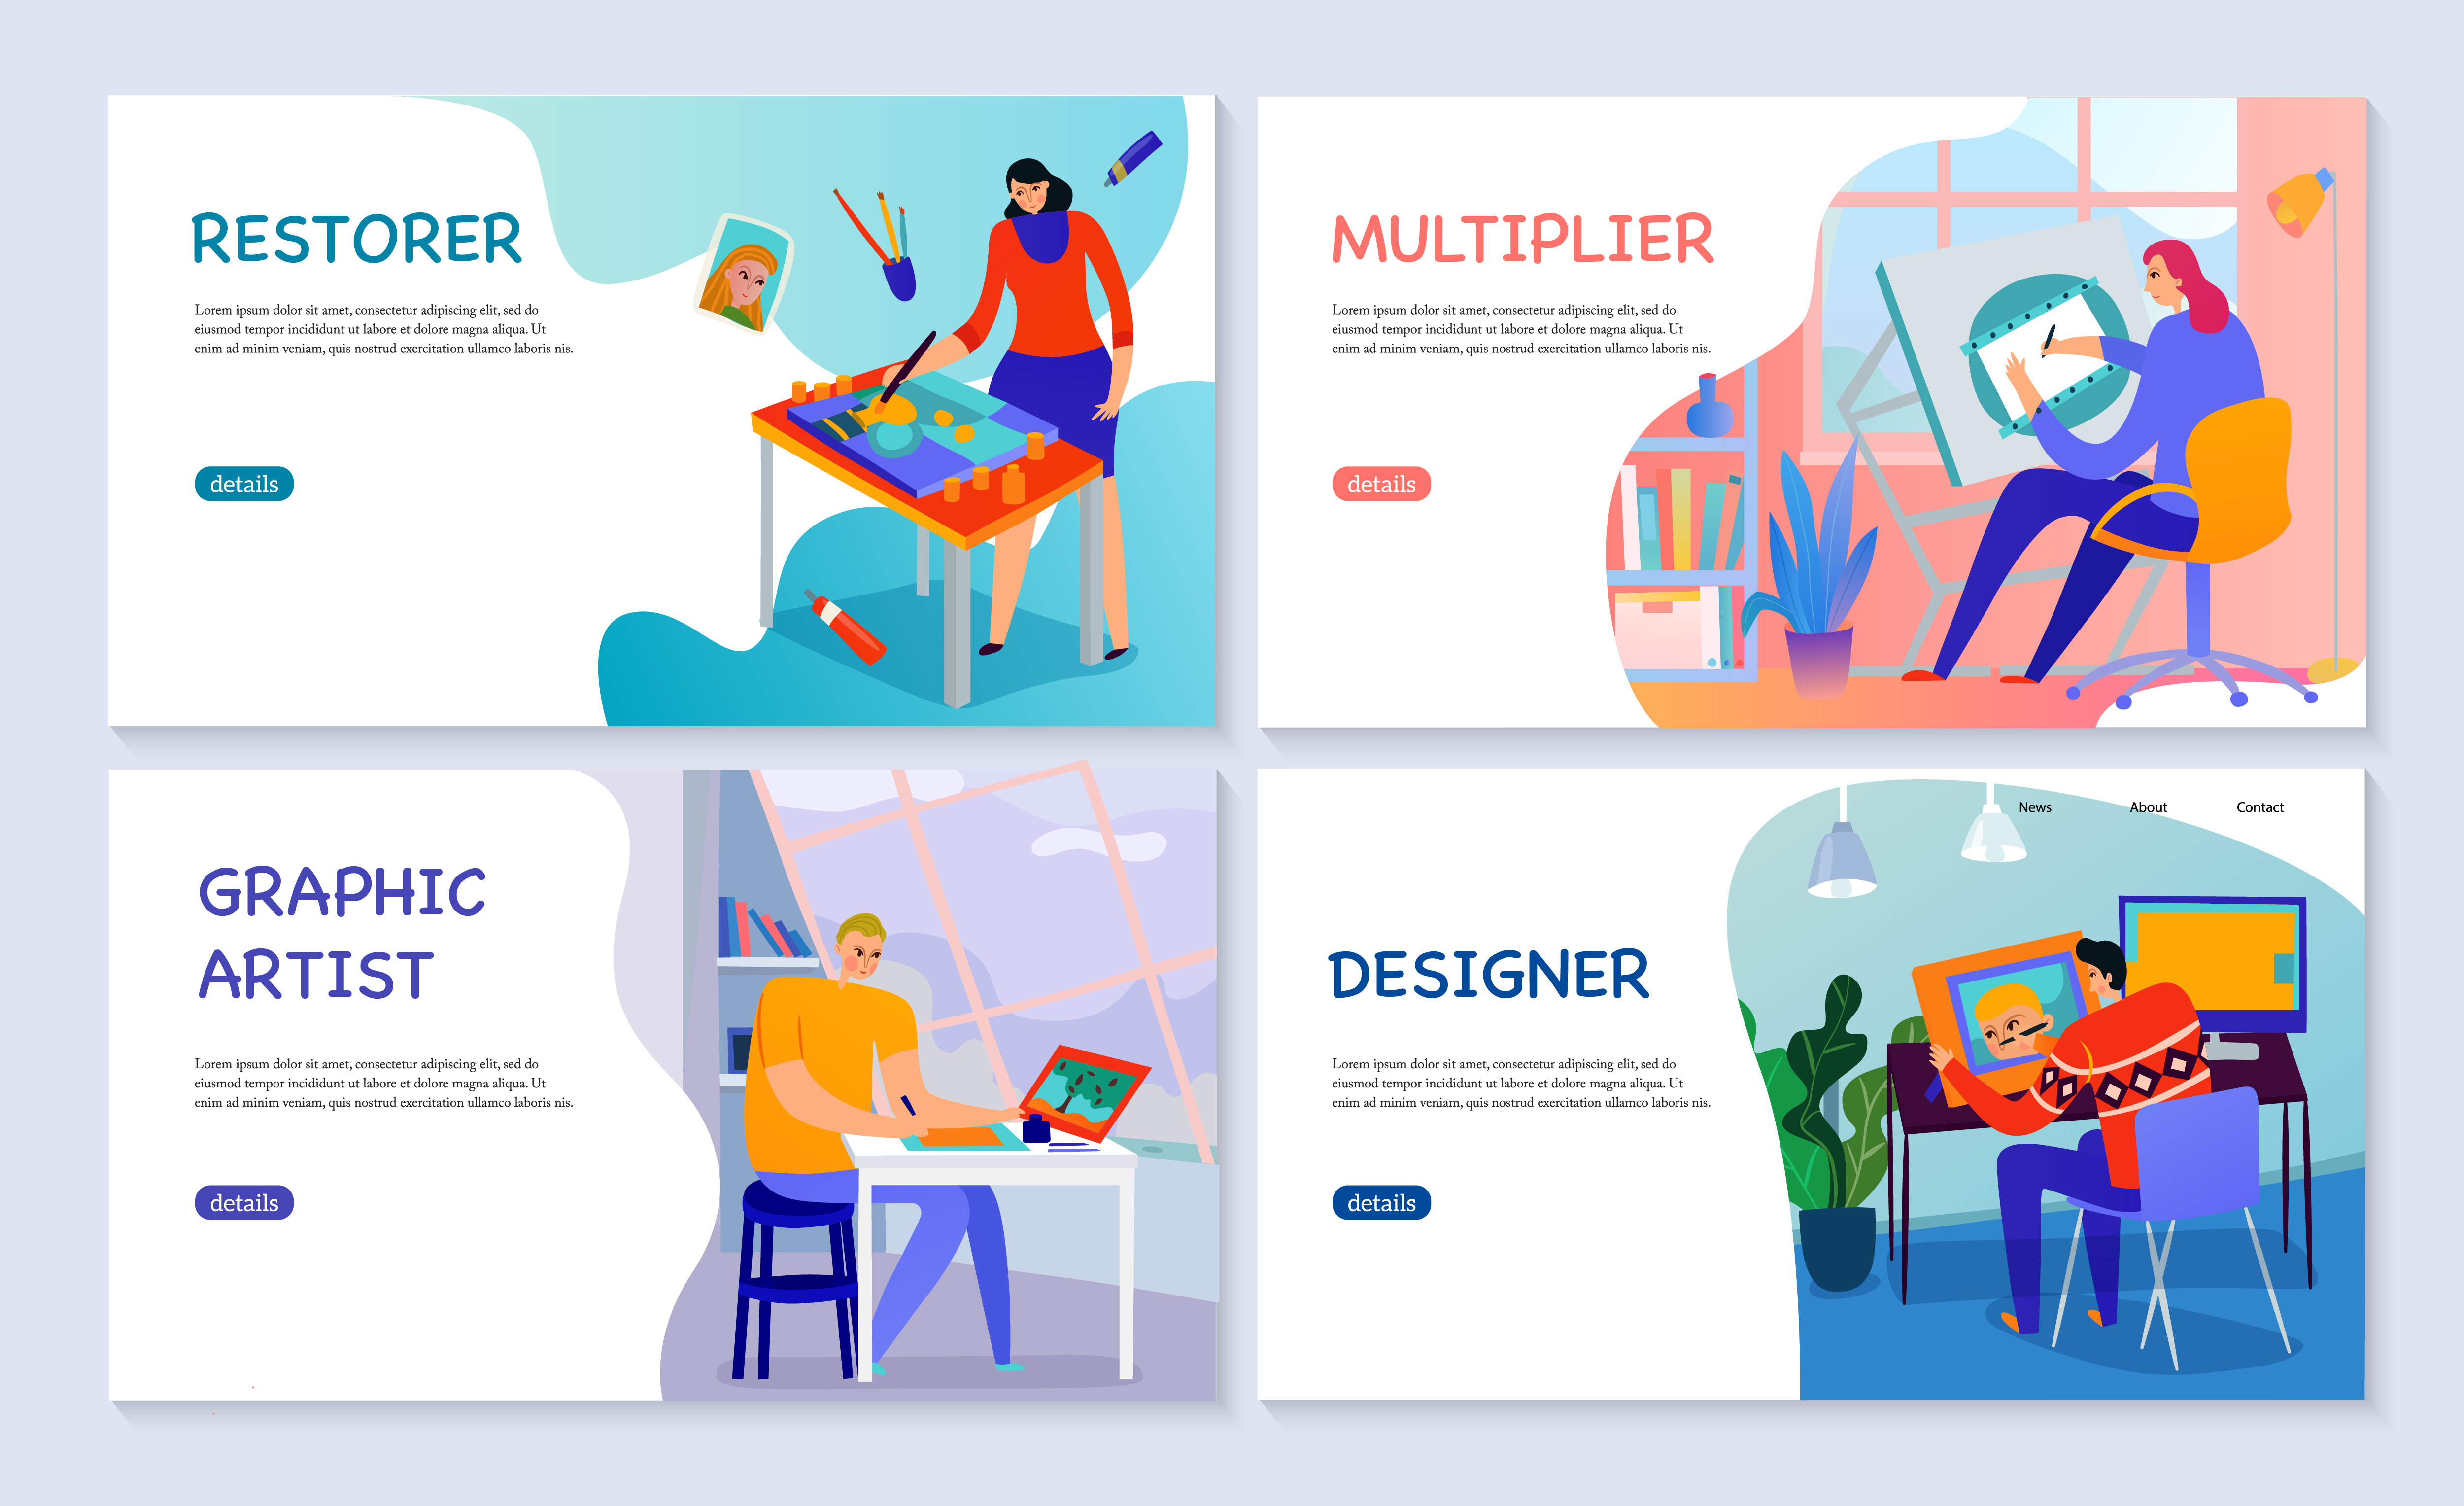 RESTORER
Lorem ipsum dolor sit amet, consectetur adipiscing elit, sed do
eiusmod tempor incididunt ut labore et dolore magna aliqua. Ut
enim ad minim veniam, quis nostrud exercitation ullamco laboris nis.
details
MULTIPLIER
Lorem ipsum dolor sit amet, consectetur adipiscing elit, sed do
eiusmod tempor incididunt ut labore et dolore magna aliqua. Ut
enim ad minim veniam, quis nostrud exercitation ullamco laboris nis.
details
GRAPHIC
ARTIST
Lorem ipsum dolor sit amet, consectetur adipiscing elit, sed do
eiusmod tempor incididunt ut labore et dolore magna aliqua. Ut
enim ad minim veniam, quis nostrud exercitation ullamco laboris nis.
details
News About Contact
DESIGNER
Lorem ipsum dolor sit amet, consectetur adipiscing elit, sed do
eiusmod tempor incididunt ut labore et dolore magna aliqua. Ut
enim ad minim veniam, quis nostrud exercitation ullamco laboris nis.
details